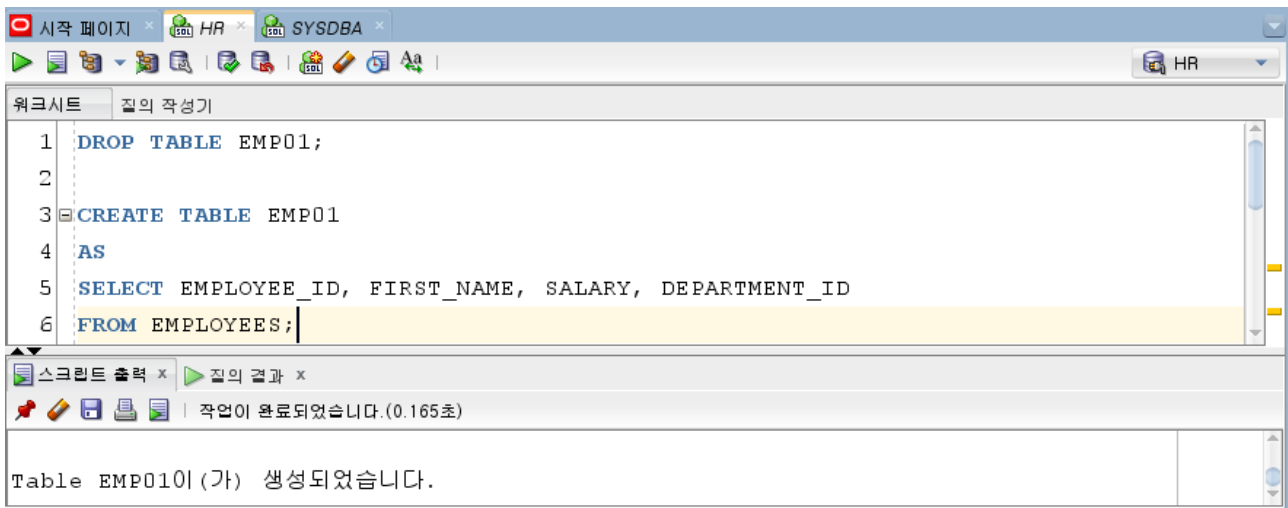 시작 페이지 HR SYSDBA
HR
워크시트 질의 작성기
1 DROP TABLE EMP01;
2
3 CREATE TABLE EMP01
4 AS
5 SELECT EMPLOYEE_ID, FIRST_NAME, SALARY, DEPARTMENT_ID
6 FROM EMPLOYEES;
스크립트 출력 x 질의 결과 x
작업이 완료되었습니다.(0.165초)
Table EMP01이(가) 생성되었습니다.